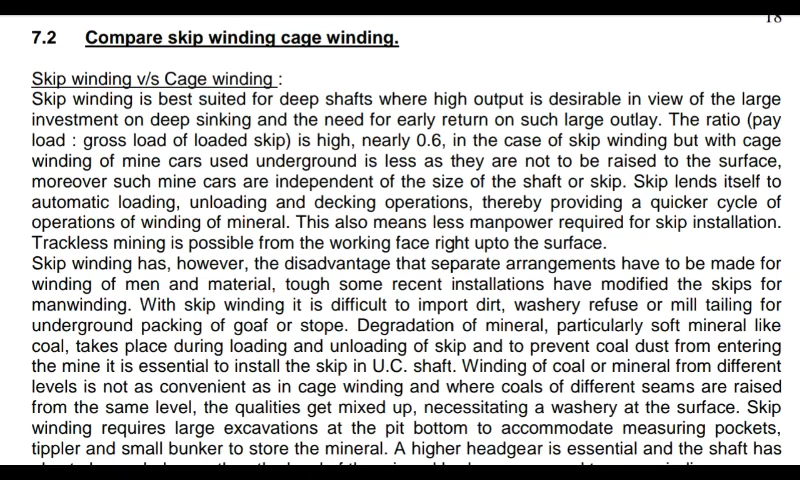 18
7.2 Compare skip winding cage winding.
Skip winding v/s Cage winding :
Skip winding is best suited for deep shafts where high output is desirable in view of the large
investment on deep sinking and the need for early return on such large outlay. The ratio (pay
load : gross load of loaded skip) is high, nearly 0.6, in the case of skip winding but with cage
winding of mine cars used underground is less as they are not to be raised to the surface,
moreover such mine cars are independent of the size of the shaft or skip. Skip lends itself to
automatic loading, unloading and decking operations, thereby providing a quicker cycle of
operations of winding of mineral. This also means less manpower required for skip installation.
Trackless mining is possible from the working face right upto the surface.
Skip winding has, however, the disadvantage that separate arrangements have to be made for
winding of men and material, tough some recent installations have modified the skips for
manwinding. With skip winding it is difficult to import dirt, washery refuse or mill tailing for
underground packing of goaf or stope. Degradation of mineral, particularly soft mineral like
coal, takes place during loading and unloading of skip and to prevent coal dust from entering
the mine it is essential to install the skip in U.C. shaft. Winding of coal or mineral from different
levels is not as convenient as in cage winding and where coals of different seams are raised
from the same level, the qualities get mixed up, necessitating a washery at the surface. Skip
winding requires large excavations at the pit bottom to accommodate measuring pockets,
tippler and small bunker to store the mineral. A higher headgear is essential and the shaft has